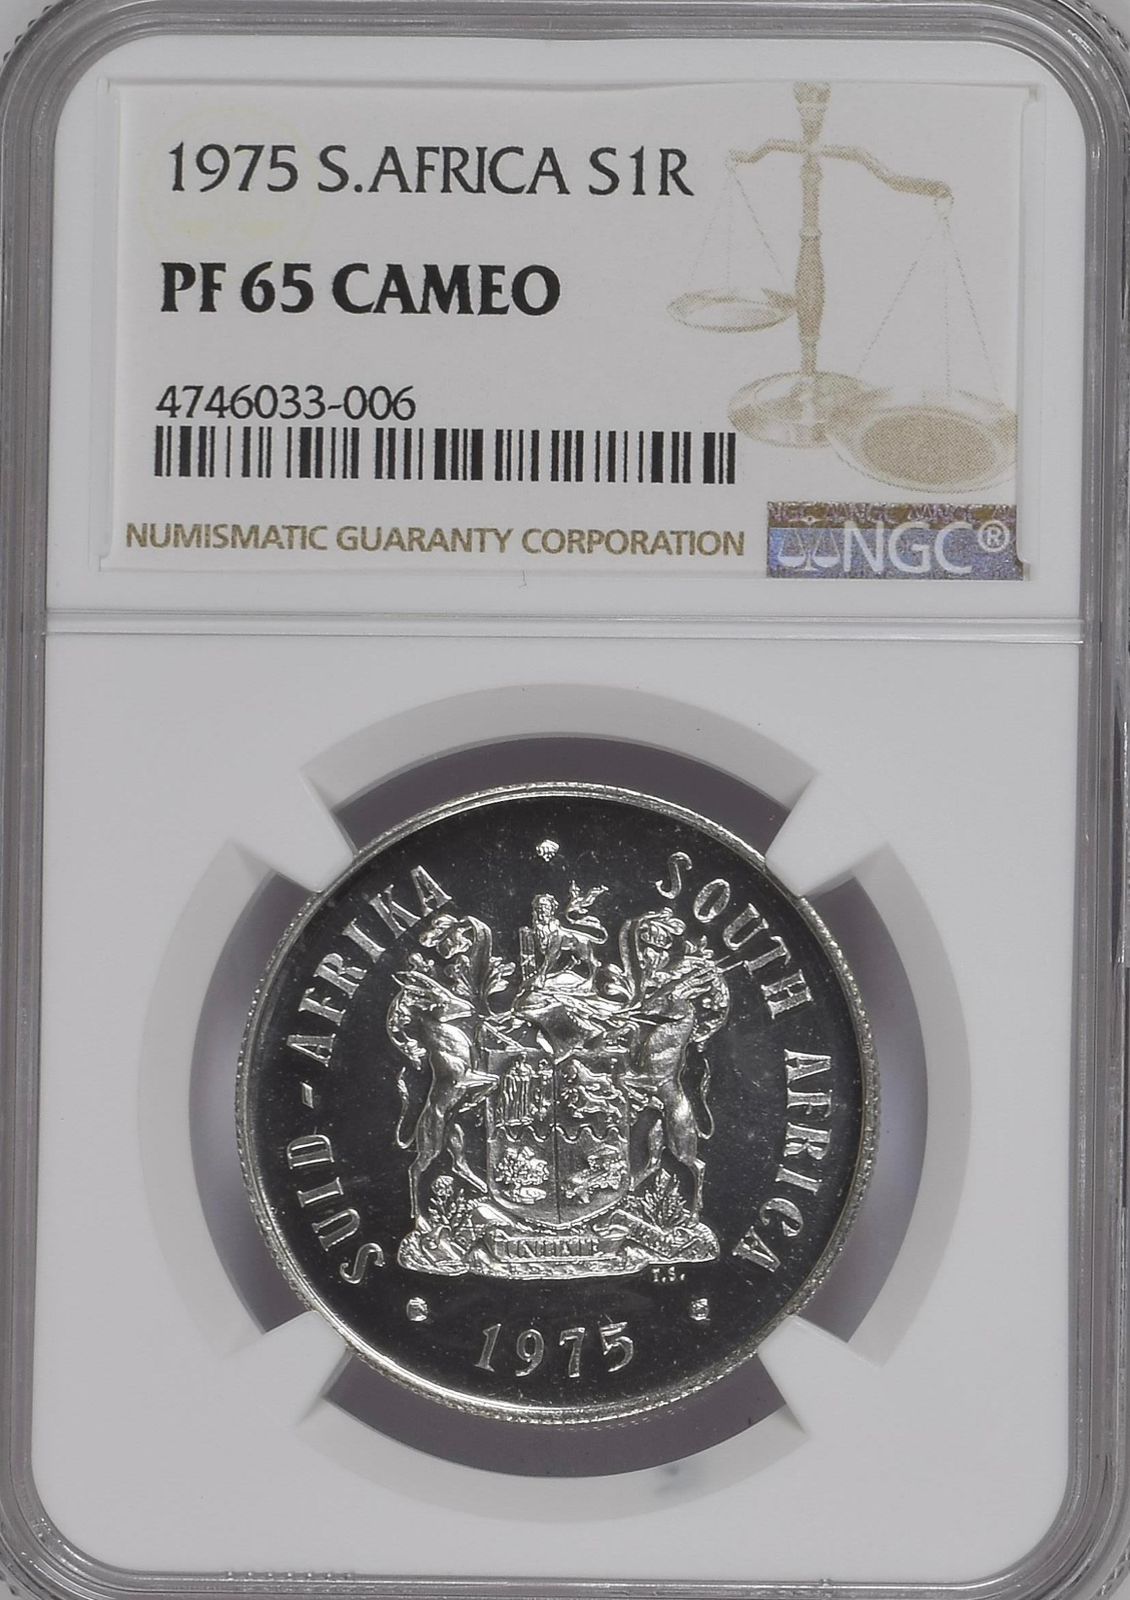 1975 S.AFRICA S1R
PF 65 CAMEO
4746033-006
NUMISMATIC GUARANTY CORPORATION
NGC®
SUID-AFRIKA
SOUTH AFRICA
T.S.
1975